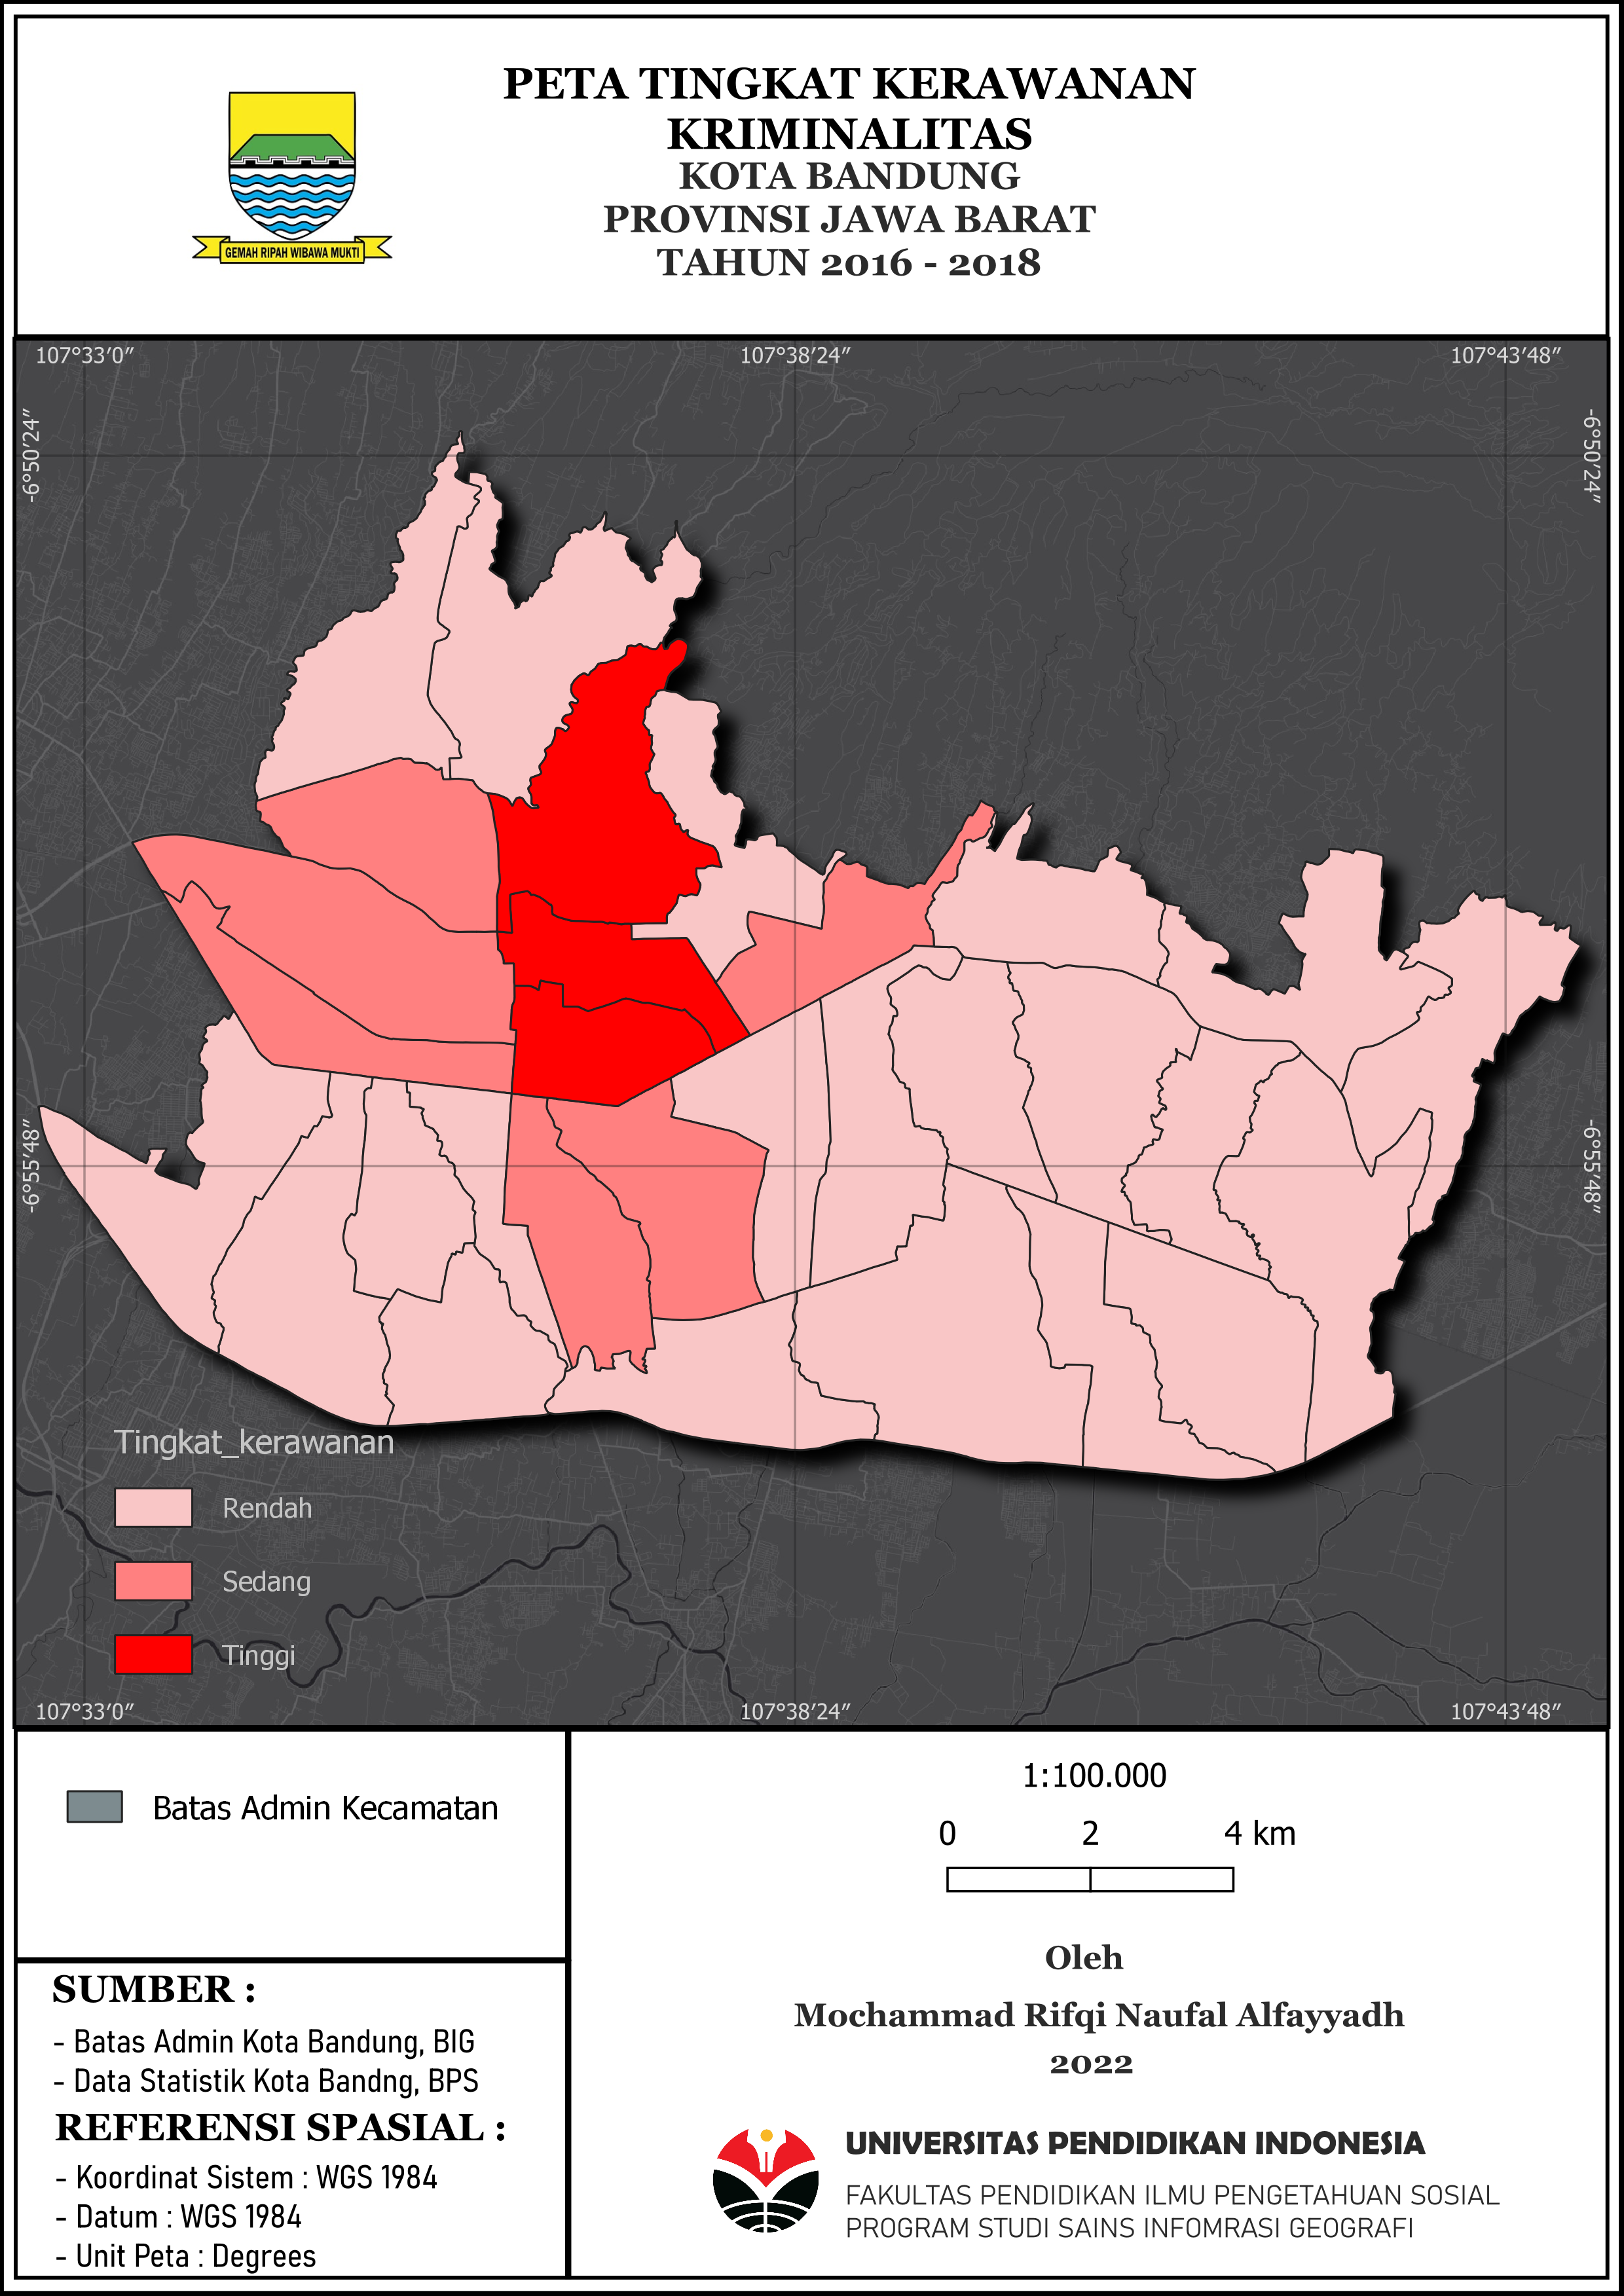 PETA TINGKAT KERAWANAN
KRIMINALITAS
KOTA BANDUNG
PROVINSI JAWA BARAT
TAHUN 2016 - 2018
GEMAH RIPAH WIBAWA MUKTI
107°33′0″
107°38′24″
107°43′48″
-6°50′24″
-6°50′24″
-6°55′48″
-6°55′48″
Tingkat_kerawanan
Rendah
Sedang
Tinggi
107°33′0″
107°38′24″
107°43′48″
Batas Admin Kecamatan
1:100.000
0 2 4 km
SUMBER :
- Batas Admin Kota Bandung, BIG
- Data Statistik Kota Bandng, BPS
REFERENSI SPASIAL :
- Koordinat Sistem : WGS 1984
- Datum : WGS 1984
- Unit Peta : Degrees
Oleh
Mochammad Rifqi Naufal Alfayyadh
2022
UNIVERSITAS PENDIDIKAN INDONESIA
FAKULTAS PENDIDIKAN ILMU PENGETAHUAN SOSIAL
PROGRAM STUDI SAINS INFOMRASI GEOGRAFI